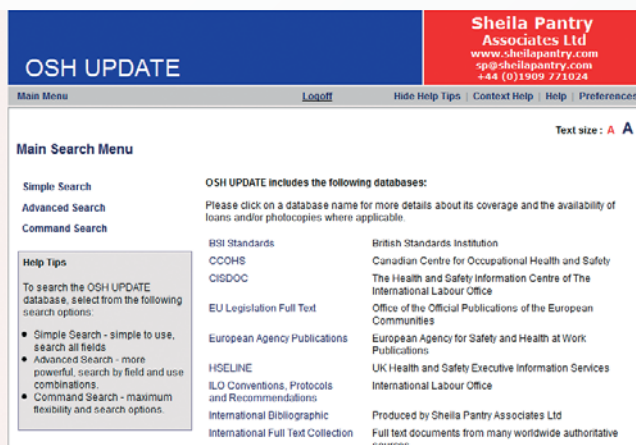 Sheila Pantry
Associates Ltd
www.sheilapantry.com
sp@sheilapantry.com
+44 (0)1909 771024
OSH UPDATE
Main Menu Logoff Hide Help Tips | Context Help | Help | Preferences
Text size : A A
Main Search Menu
Simple Search
Advanced Search
Command Search
Help Tips
To search the OSH UPDATE
database, select from the following
search options:
• Simple Search - simple to use,
search all fields
• Advanced Search - more
powerful, search by field and use
combinations.
• Command Search - maximum
flexibility and search options.
OSH UPDATE includes the following databases:
Please click on a database name for more details about its coverage and the availability of
loans and/or photocopies where applicable.
BSI Standards British Standards Institution
CCOHS Canadian Centre for Occupational Health and Safety
CISDOC The Health and Safety Information Centre of The
International Labour Office
EU Legislation Full Text Office of the Official Publications of the European
Communities
European Agency Publications European Agency for Safety and Health at Work
Publications
HSELINE UK Health and Safety Executive Information Services
ILO Conventions, Protocols International Labour Office
and Recommendations
International Bibliographic Produced by Sheila Pantry Associates Ltd
International Full Text Collection Full text documents from many worldwide authoritative